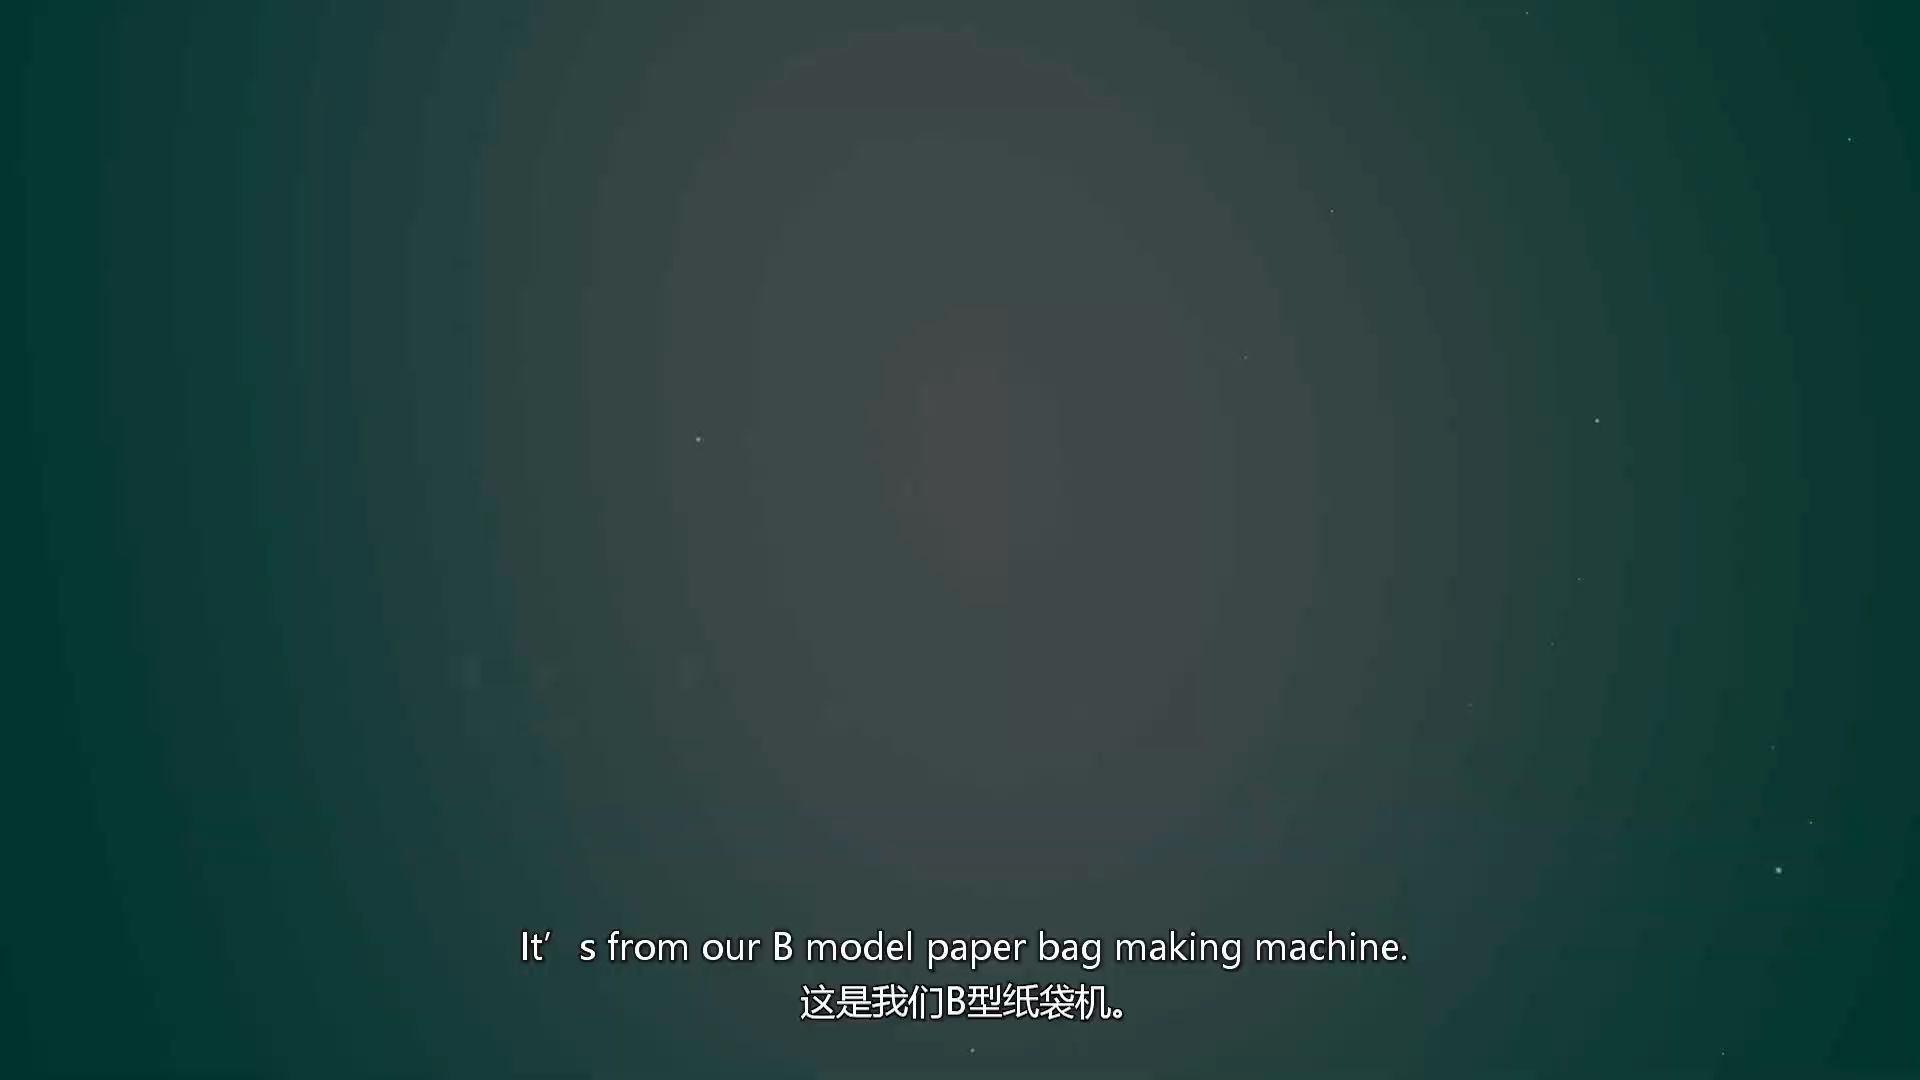 It’s from our B model paper bag making machine.
这是我们B型纸袋机。